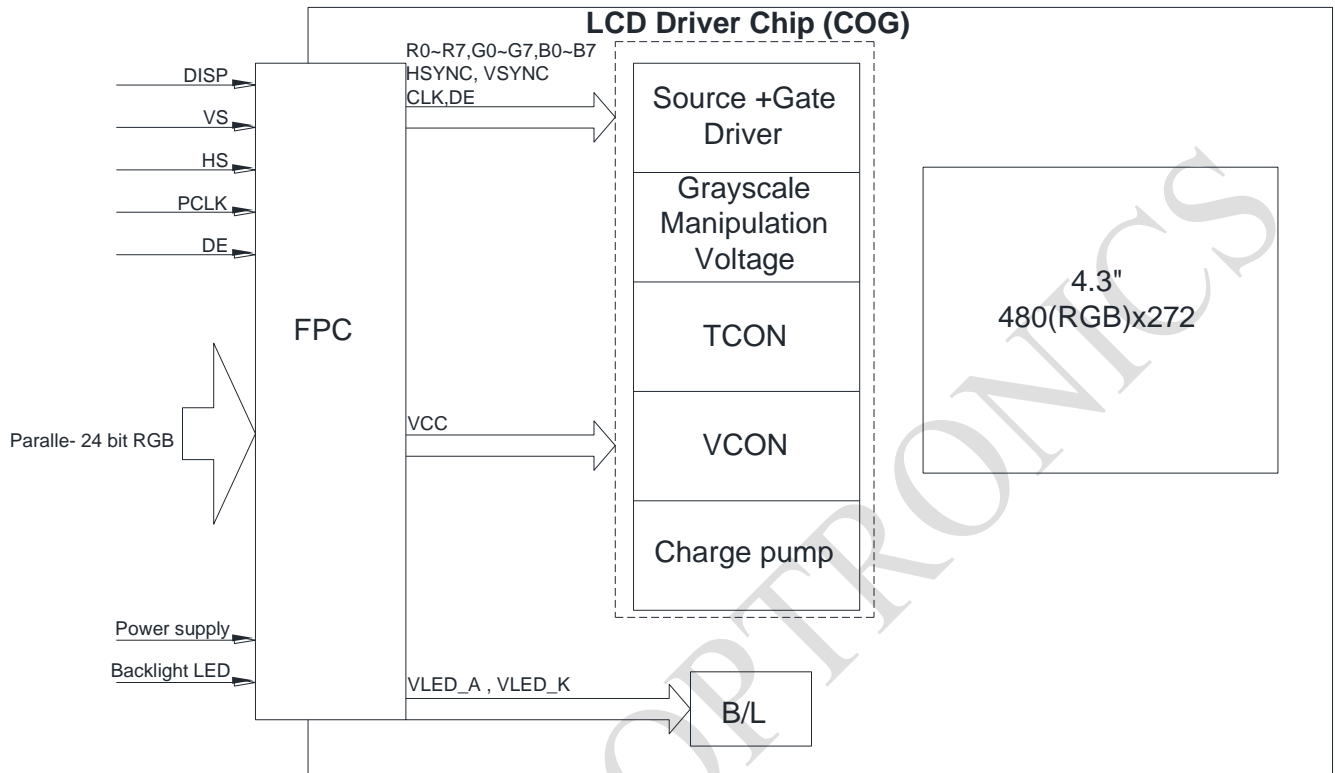 LCD Driver Chip (COG)
R0~R7,G0~G7,B0~B7
HSYNC, VSYNC
CLK,DE
DISP
VS
HS
PCLK
DE
FPC
Paralle- 24 bit RGB
Power supply
Backlight LED
VCC
VLED_A , VLED_K
Source +Gate
Driver
Grayscale
Manipulation
Voltage
TCON
VCON
Charge pump
B/L
4.3"
480(RGB)x272
OPTRONICS